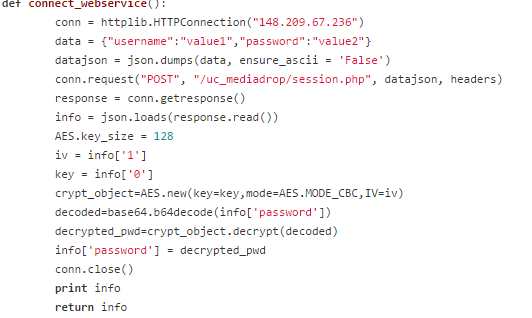 def connect_webservice():
conn = httplib.HTTPConnection("148.209.67.236")
data = {"username":"value1","password":"value2"}
datajson = json.dumps(data, ensure_ascii = 'False')
conn.request("POST", "/uc_mediadrop/session.php", datajson, headers)
response = conn.getresponse()
info = json.loads(response.read())
AES.key_size = 128
iv = info['1']
key = info['0']
crypt_object=AES.new(key=key,mode=AES.MODE_CBC,IV=iv)
decoded=base64.b64decode(info['password'])
decrypted_pwd=crypt_object.decrypt(decoded)
info['password'] = decrypted_pwd
conn.close()
print info
return info